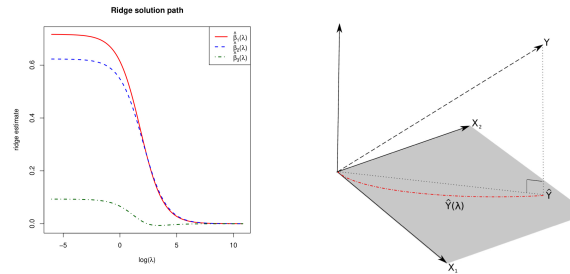 Ridge solution path
ridge estimate
0.0
0.2
0.4
0.6
−5
0
5
10
log(λ)
β̂₁(λ)
β̂₂(λ)
β̂₃(λ)
Y
X₂
Ŷ
Ŷ(λ)
X₁